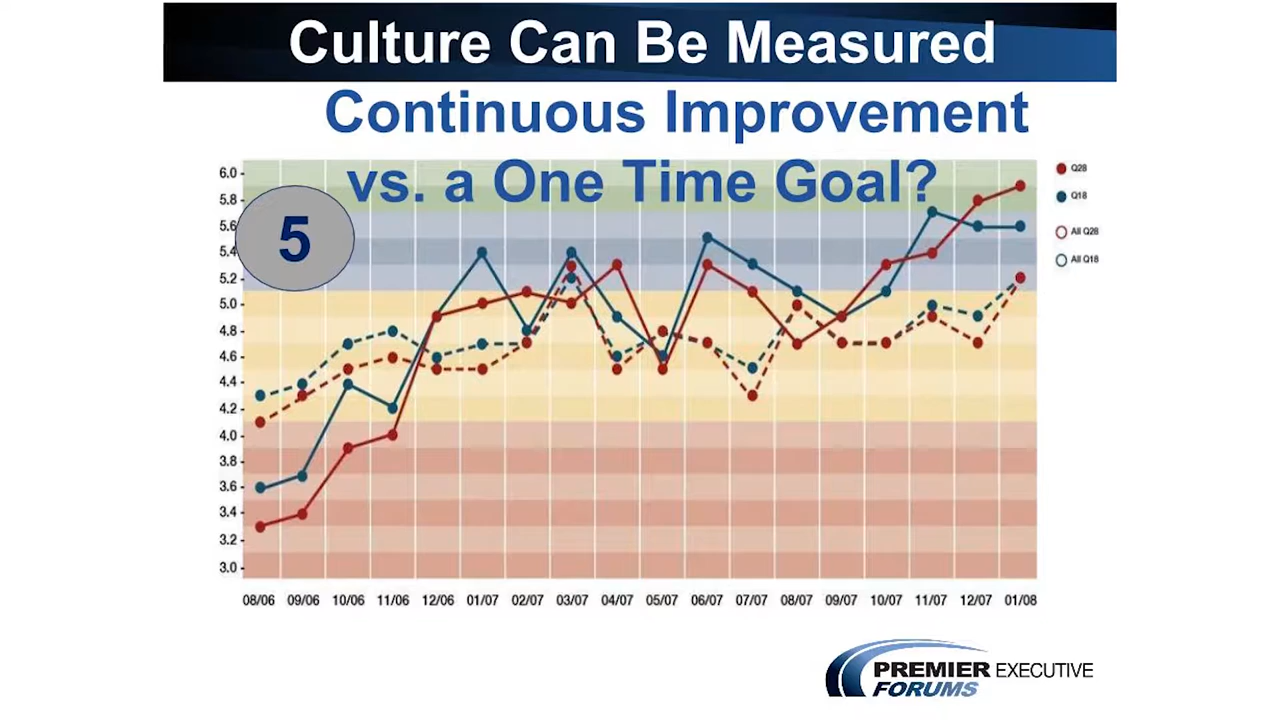 Culture Can Be Measured
Continuous Improvement
vs. a One Time Goal?
5
6.0
5.8
5.6
5.4
5.2
5.0
4.8
4.6
4.4
4.2
4.0
3.8
3.6
3.4
3.2
3.0
08/06 09/06 10/06 11/06 12/06 01/07 02/07 03/07 04/07 05/07 06/07 07/07 08/07 09/07 10/07 11/07 12/07 01/08
Q28
Q18
All Q28
All Q18
PREMIER EXECUTIVE
FORUMS